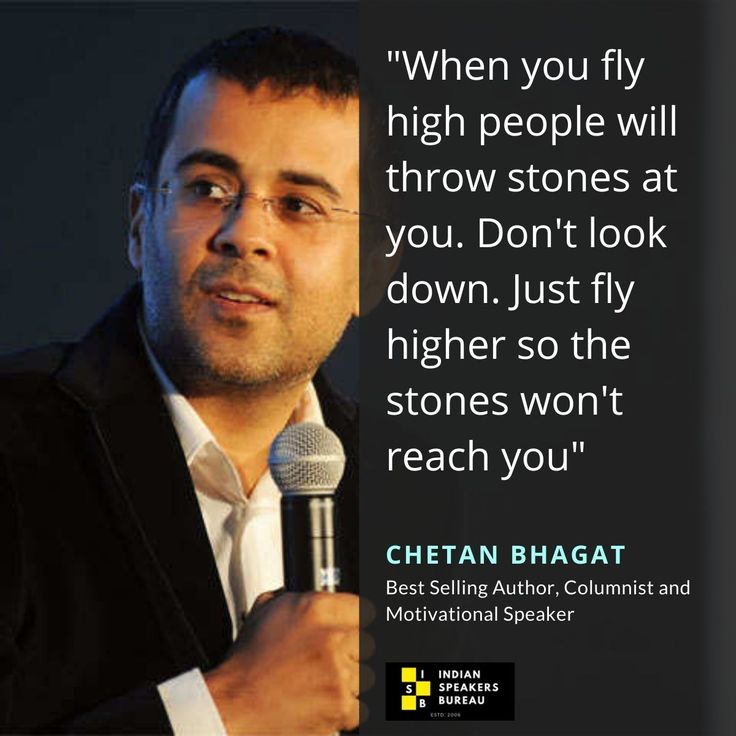 "When you fly
high people will
throw stones at
you. Don't look
down. Just fly
higher so the
stones won't
reach you"
CHETAN BHAGAT
Best Selling Author, Columnist and
Motivational Speaker
I
S
B
INDIAN
SPEAKERS
BUREAU
ESTD: 2006